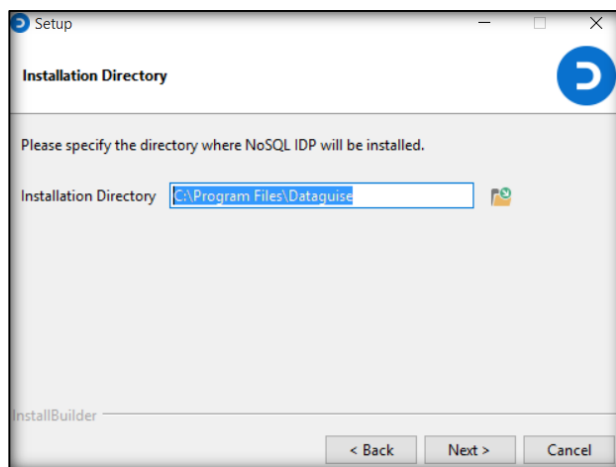 Setup
Installation Directory
Please specify the directory where NoSQL IDP will be installed.
Installation Directory C:\Program Files\Dataguise
InstallBuilder
< Back Next > Cancel